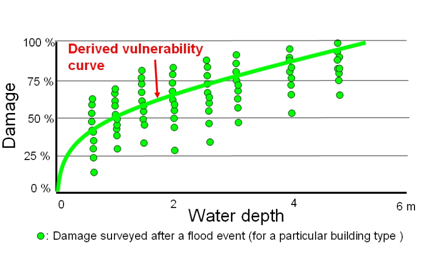 100 %
Derived vulnerability
curve
75%
Damage
50 %
25 %
0 %
0
2
4
6 m
Water depth
: Damage surveyed after a flood event (for a particular building type )